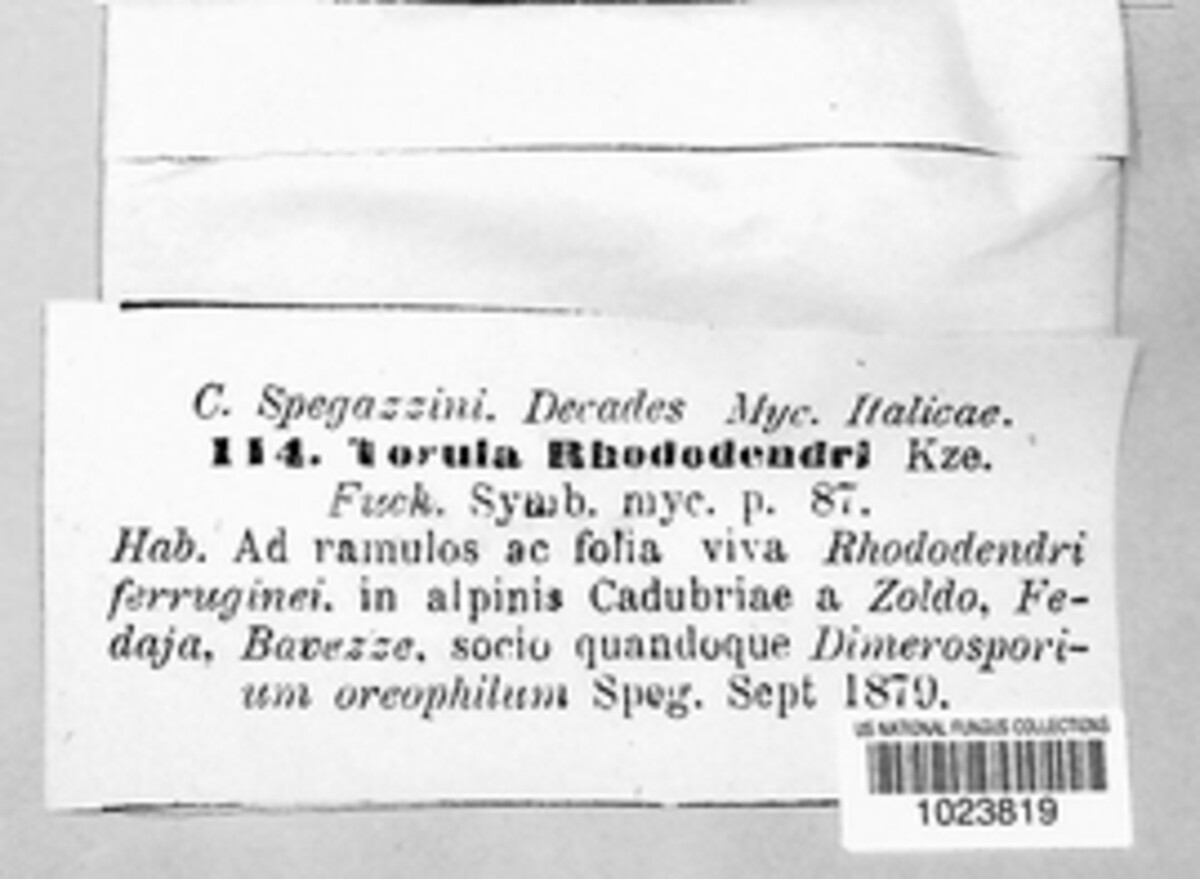 C. Spegazzini. Decades Myc. Italicae.
114. Torula Rhododendri Kze.
Fuck. Symb. myc. p. 87.
Hab. Ad ramulos ac folia viva Rhododendri
ferruginei. in alpinis Cadubriae a Zoldo, Fe-
daja, Bavezze, socio quandoque Dimerospori-
um oreophilum Speg. Sept 1879.
US NATIONAL FUNGUS COLLECTIONS
1023819